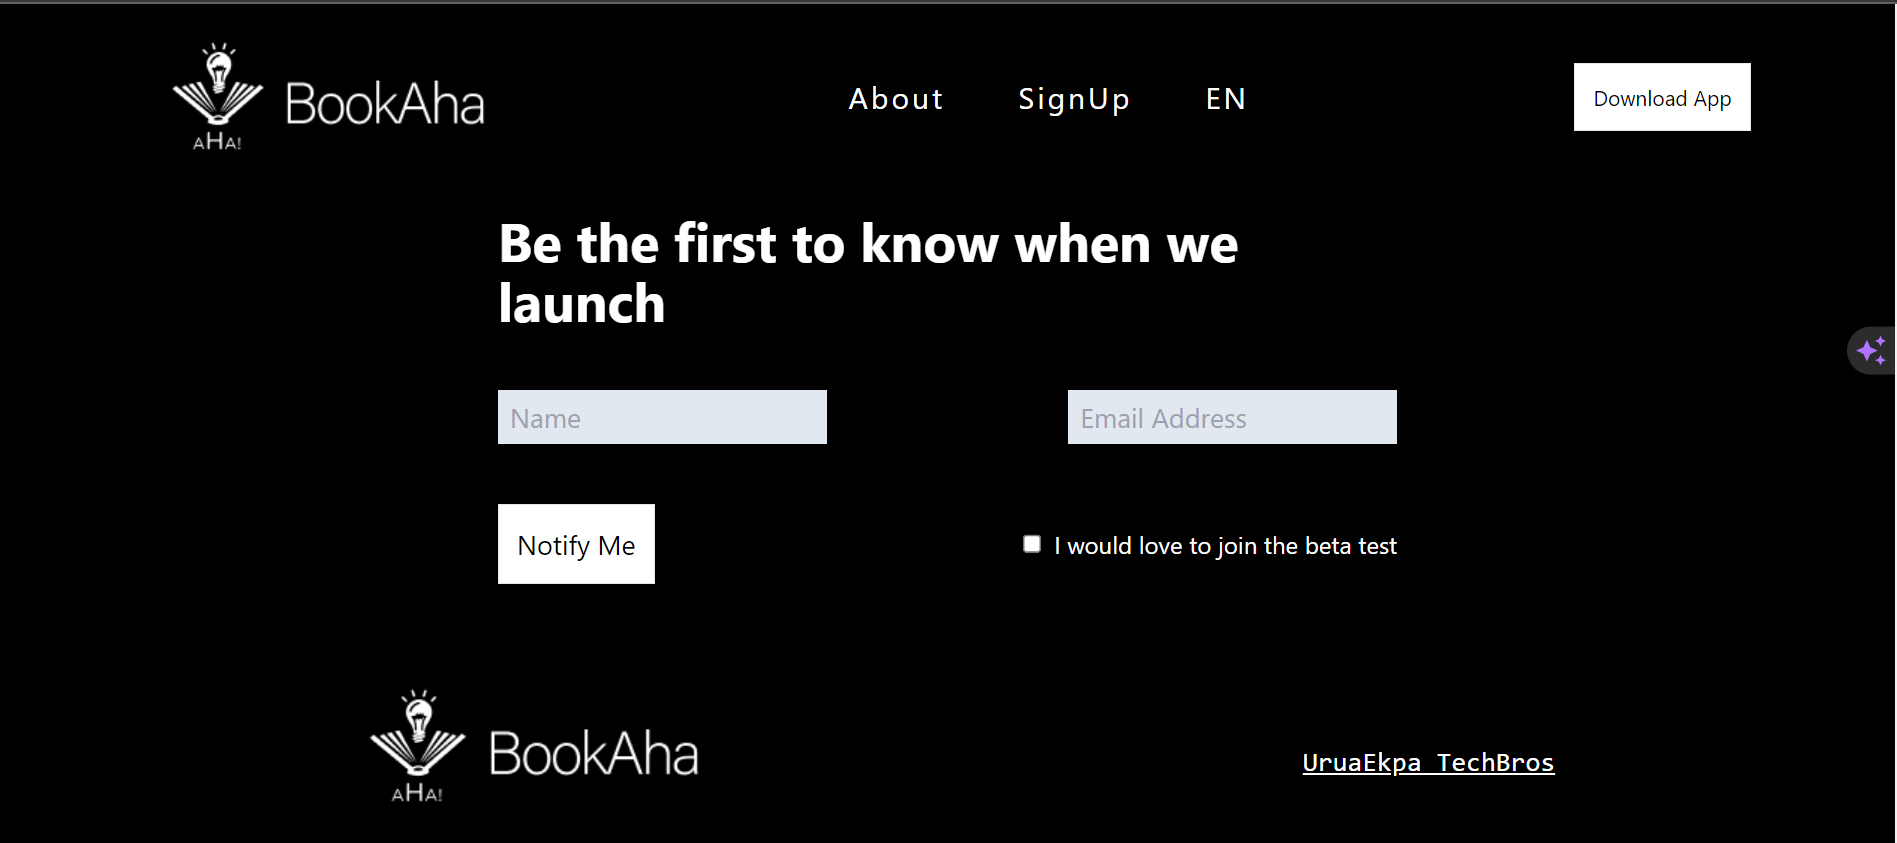 AHA!
BookAha
About
SignUp
EN
Download App
Be the first to know when we
launch
Name
Email Address
Notify Me
I would love to join the beta test
AHA!
BookAha
UruaEkpa TechBros